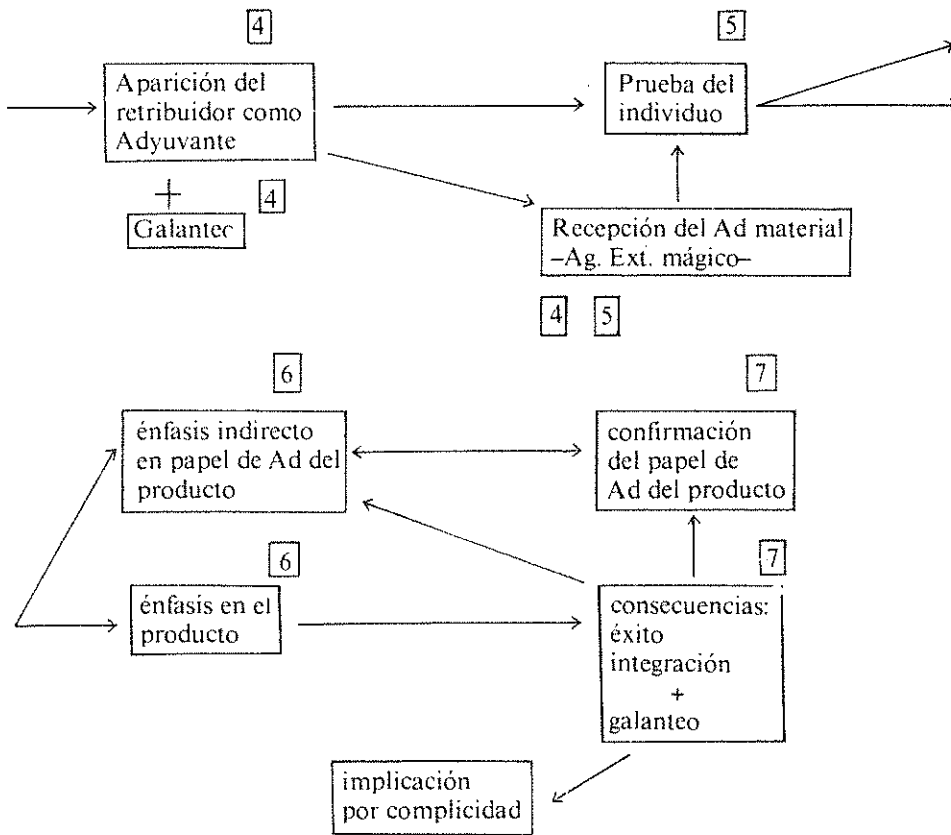 4
Aparición del
retribuidor como
Adyuvante
+
4
Galantec
5
Prueba del
individuo
Recepción del Ad material
–Ag. Ext. mágico–
4 5
6
énfasis indirecto
en papel de Ad del
producto
7
confirmación
del papel de
Ad del producto
6
énfasis en el
producto
7
consecuencias:
éxito
integración
+
galanteo
implicación
por complicidad